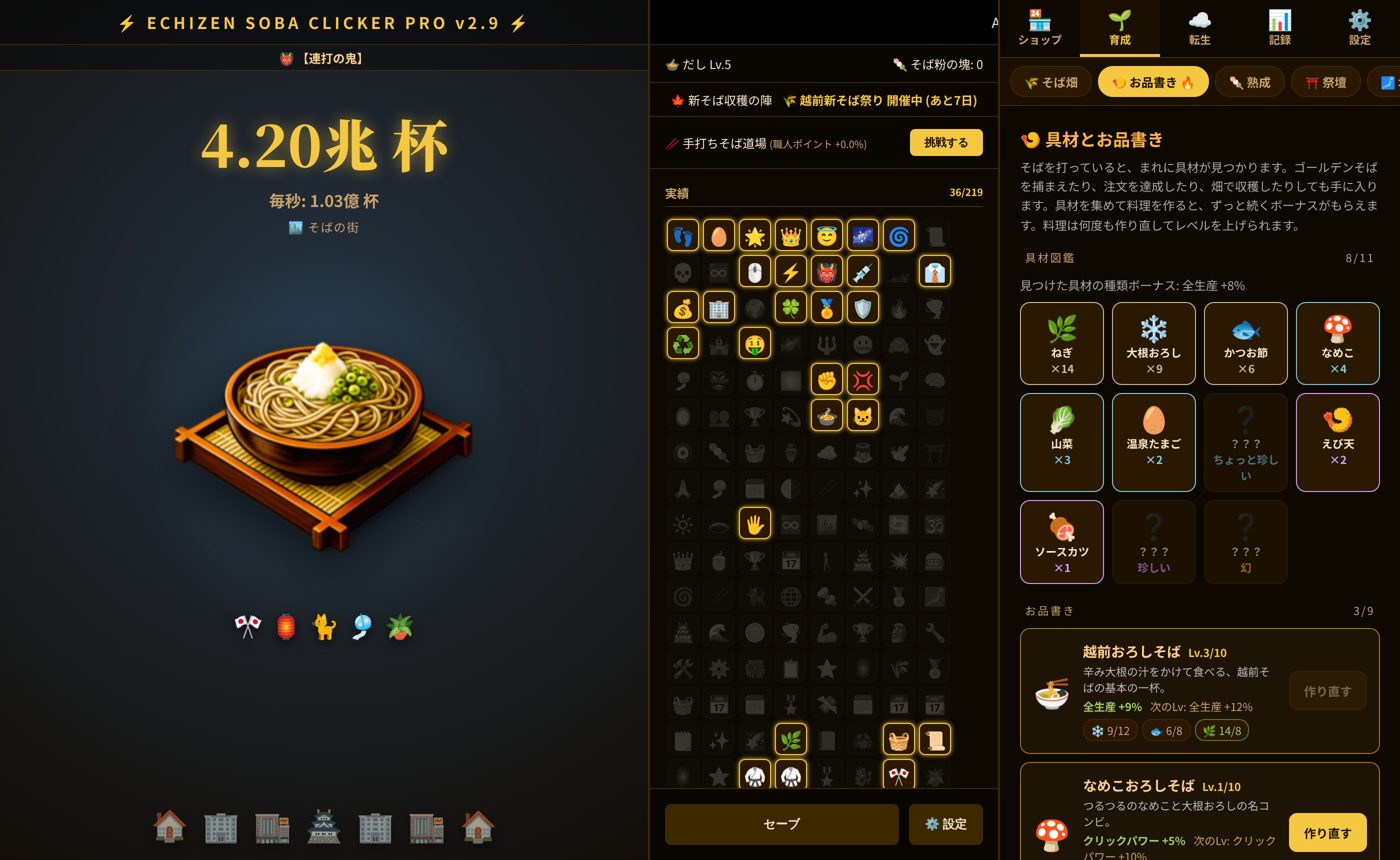 ⚡ ECHIZEN SOBA CLICKER PRO v2.9 ⚡
【連打の鬼】
4.20兆 杯
毎秒: 1.03億 杯
そばの街
だし Lv.5
そば粉の塊: 0
新そば収穫の陣 越前新そば祭り 開催中 (あと7日)
手打ちそば道場 (職人ポイント +0.0%)
挑戦する
実績
36/219
セーブ
設定
ショップ
育成
転生
記録
設定
そば畑
お品書き
熟成
祭壇
具材とお品書き
そばを打っていると、まれに具材が見つかります。ゴールデンそば
を捕まえたり、注文を達成したり、畑で収穫したりしても手に入り
ます。具材を集めて料理を作ると、ずっと続くボーナスがもらえま
す。料理は何度も作り直してレベルを上げられます。
具材図鑑
8/11
見つけた具材の種類ボーナス: 全生産 +8%
ねぎ
×14
大根おろし
×9
かつお節
×6
なめこ
×4
山菜
×3
温泉たまご
×2
？？？
ちょっと珍し
い
えび天
×2
ソースカツ
×1
？？？
珍しい
？？？
幻
お品書き
3/9
越前おろしそば Lv.3/10
辛み大根の汁をかけて食べる、越前そ
ばの基本の一杯。
全生産 +9% 次のLv: 全生産 +12%
9/12
6/8
14/8
作り直す
なめこおろしそば Lv.1/10
つるつるのなめこと大根おろしの名コ
ンビ。
クリックパワー +5% 次のLv: クリック
パワー +10%
作り直す